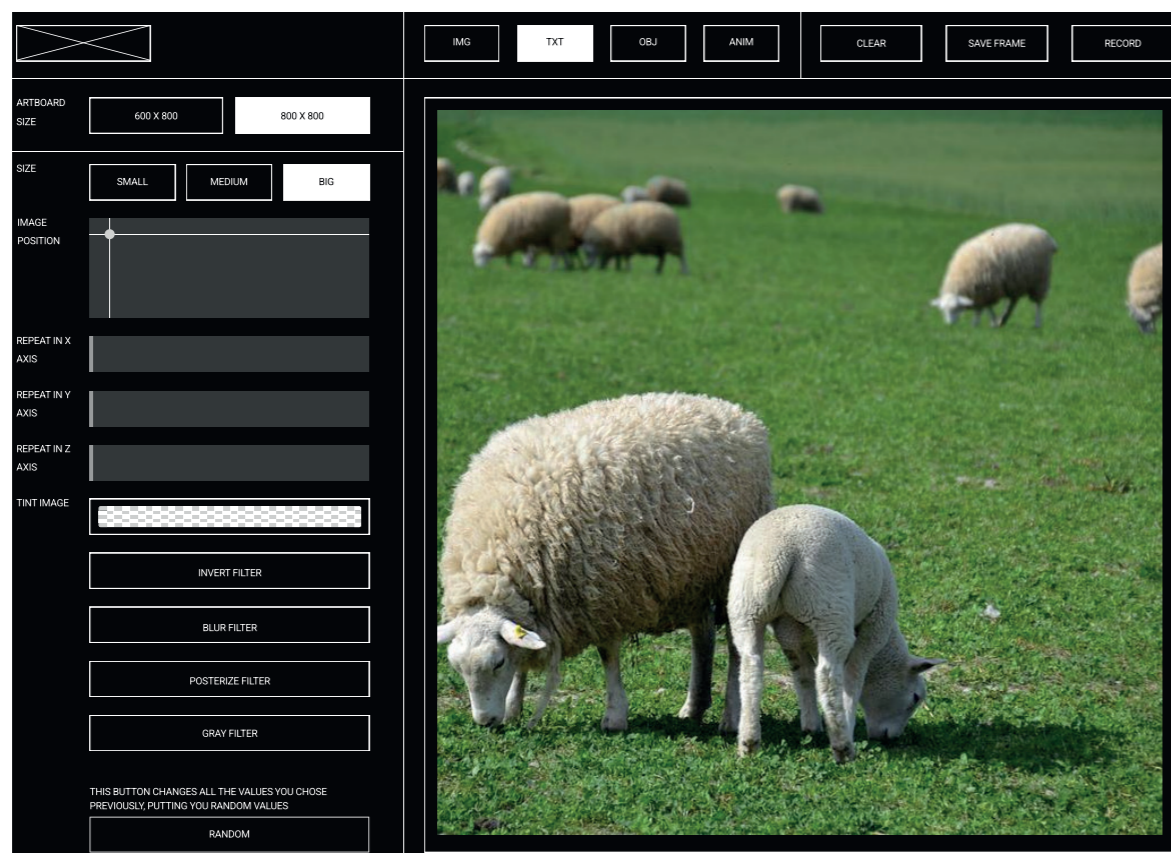 IMG
TXT
OBJ
ANIM
CLEAR
SAVE FRAME
RECORD
ARTBOARD
SIZE
600 X 800
800 X 800
SIZE
SMALL
MEDIUM
BIG
IMAGE
POSITION
REPEAT IN X
AXIS
REPEAT IN Y
AXIS
REPEAT IN Z
AXIS
TINT IMAGE
INVERT FILTER
BLUR FILTER
POSTERIZE FILTER
GRAY FILTER
THIS BUTTON CHANGES ALL THE VALUES YOU CHOSE
PREVIOUSLY, PUTTING YOU RANDOM VALUES
RANDOM